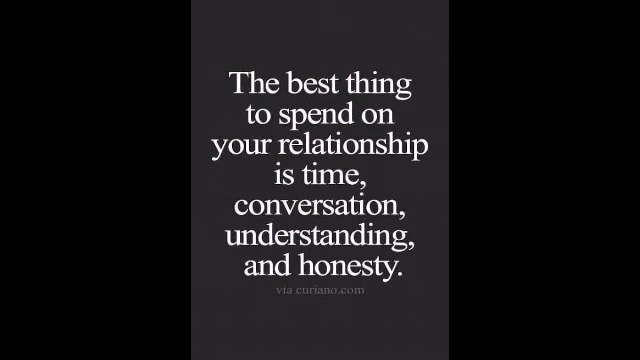 The best thing
to spend on
your relationship
is time,
conversation,
understanding,
and honesty.
via curiano.com